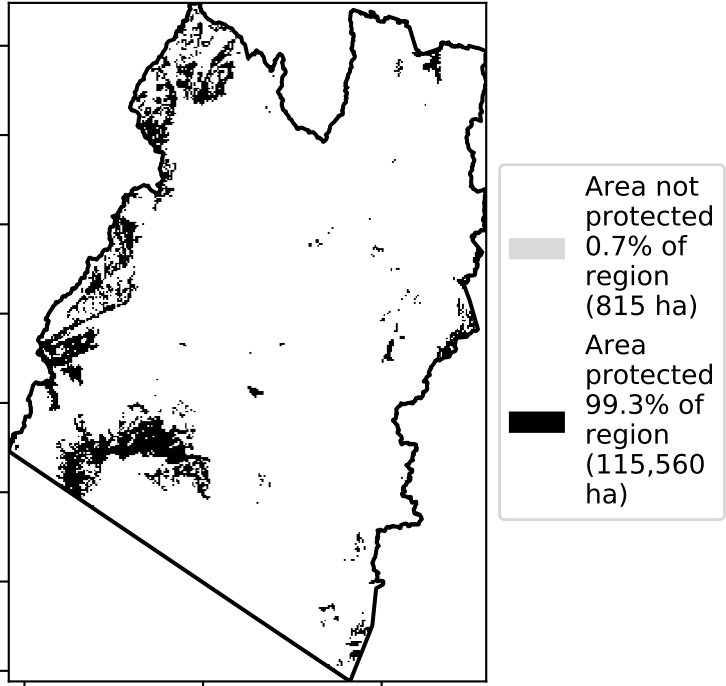 Area not
protected
0.7% of
region
(815 ha)
Area
protected
99.3% of
region
(115,560
ha)